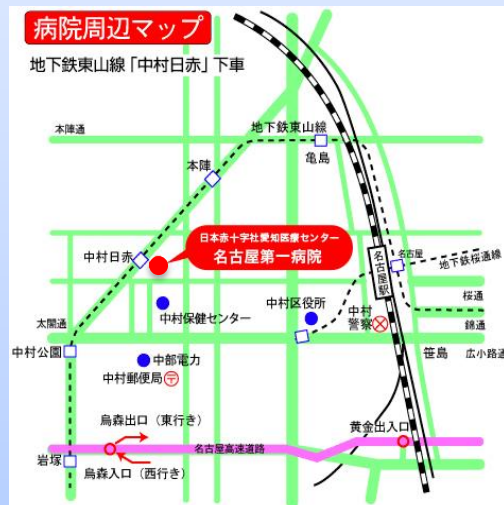 病院周辺マップ
地下鉄東山線「中村日赤」下車
本陣通
地下鉄東山線
亀島
本陣
日本赤十字社愛知医療センター
名古屋第一病院
中村日赤
名古屋
名古屋駅
地下鉄桜通線
中村区役所
桜通
中村保健センター
中村
警察
錦通
太閤通
中村公園
笹島
広小路通
中部電力
中村郵便局
烏森出口（東行き）
黄金出入口
名古屋高速道路
岩塚
烏森入口（西行き）